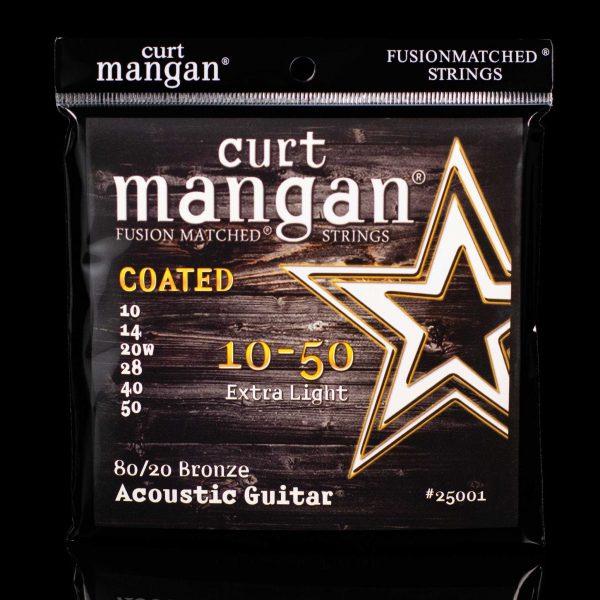 curt
mangan®
FUSIONMATCHED®
STRINGS
curt
mangan®
FUSION MATCHED® STRINGS
COATED
10
14
20W
28
40
50
10-50
Extra Light
80/20 Bronze
Acoustic Guitar
#25001